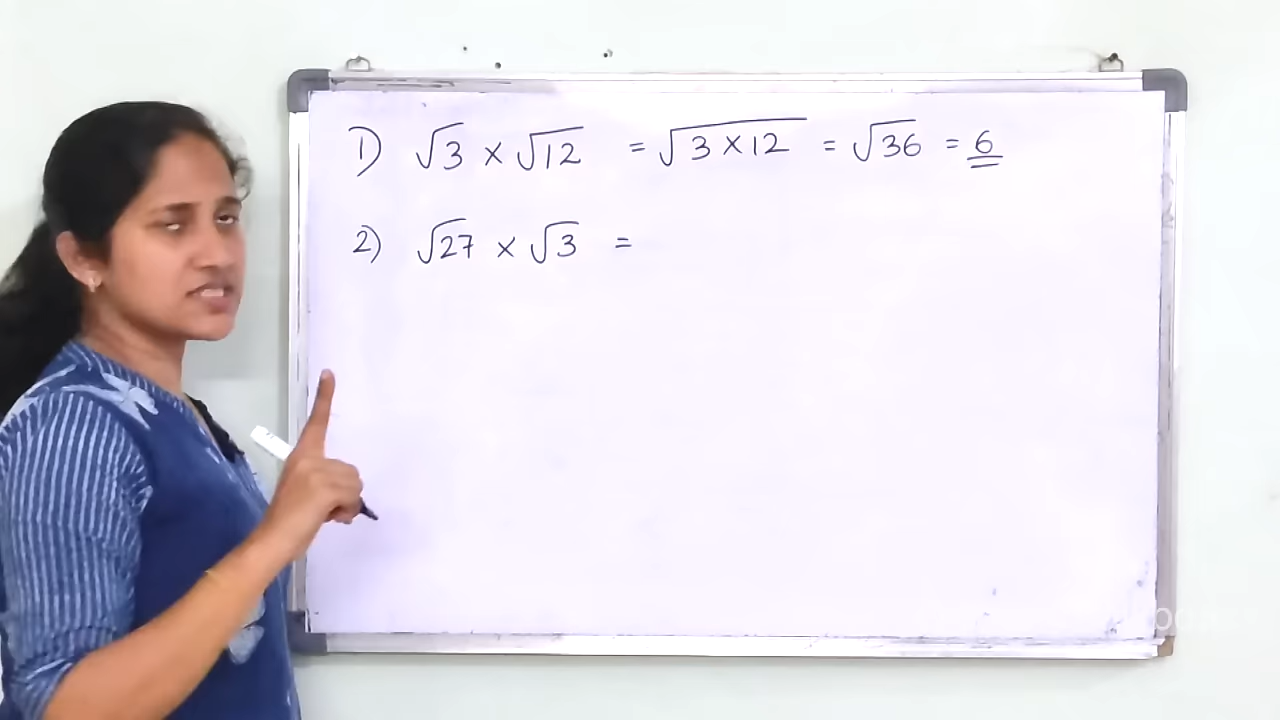 1) √3 × √12 = √3 × 12 = √36 = 6
2) √27 × √3 =